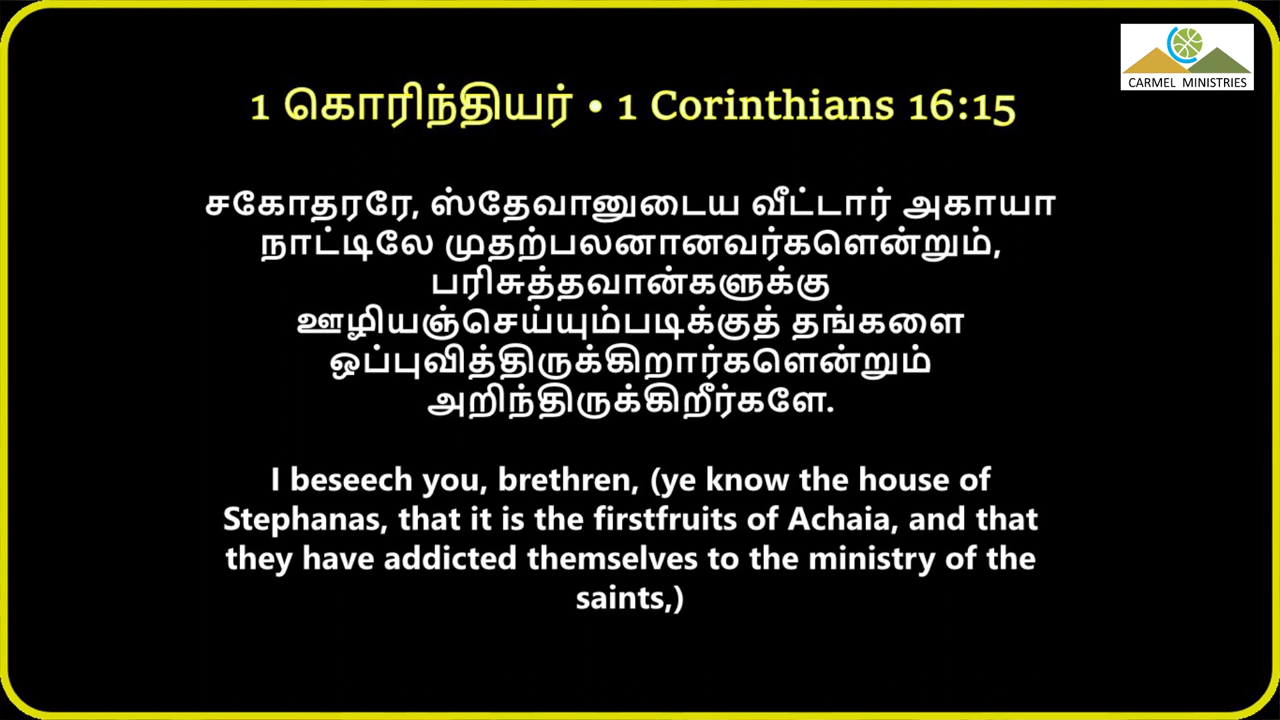 CARMEL MINISTRIES
1 கொரிந்தியர் • 1 Corinthians 16:15
சகோதரரே, ஸ்தேவானுடைய வீட்டார் அகாயா
நாட்டிலே முதற்பலனானவர்களென்றும்,
பரிசுத்தவான்களுக்கு
ஊழியஞ்செய்யும்படிக்குத் தங்களை
ஒப்புவித்திருக்கிறார்களென்றும்
அறிந்திருக்கிறீர்களே.
I beseech you, brethren, (ye know the house of
Stephanas, that it is the firstfruits of Achaia, and that
they have addicted themselves to the ministry of the
saints,)